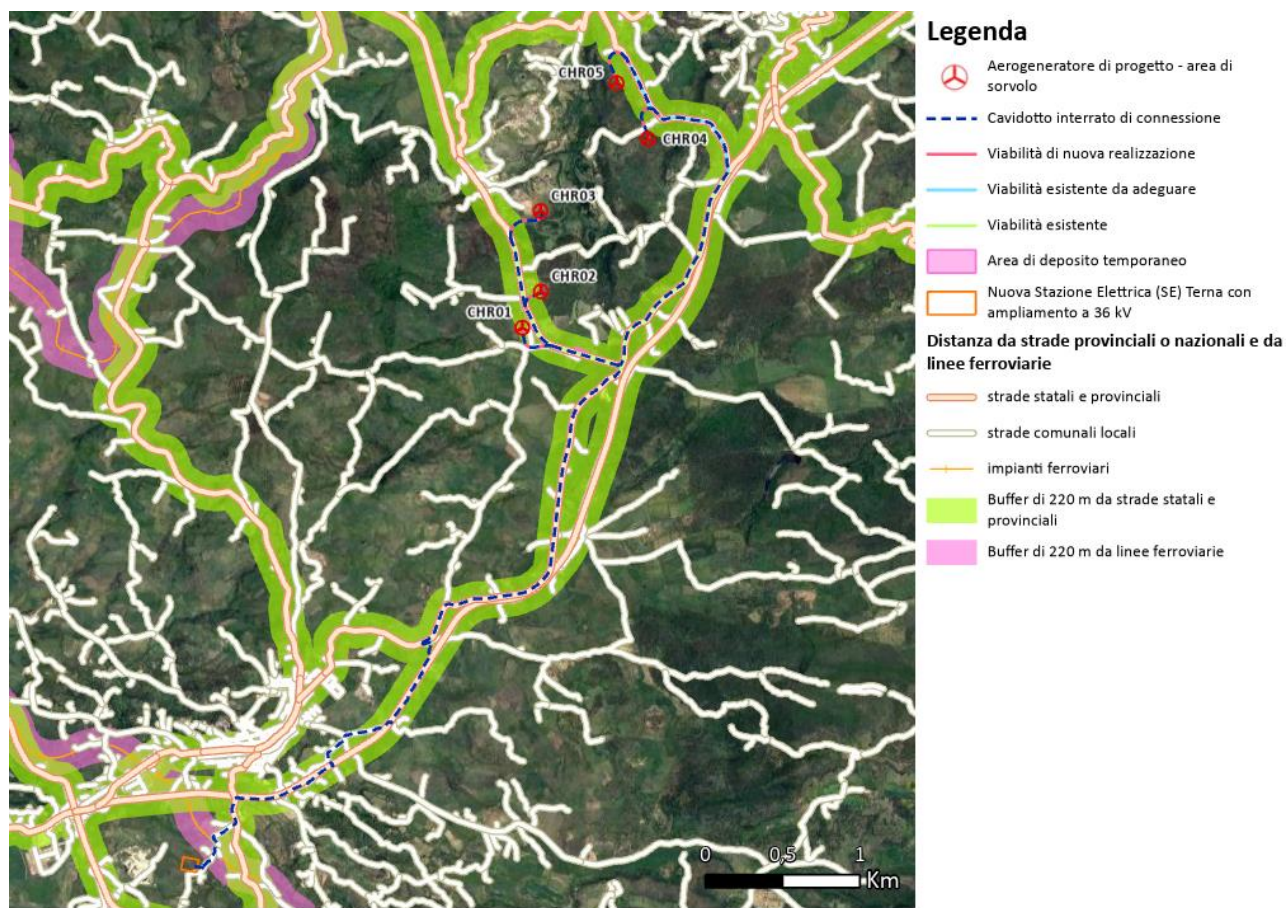 CHR05
CHR04
CHR03
CHR02
CHR01
0 0,5 1
Km
Legenda
Aerogeneratore di progetto - area di
sorvolo
Cavidotto interrato di connessione
Viabilità di nuova realizzazione
Viabilità esistente da adeguare
Viabilità esistente
Area di deposito temporaneo
Nuova Stazione Elettrica (SE) Terna con
ampliamento a 36 kV
Distanza da strade provinciali o nazionali e da
linee ferroviarie
strade statali e provinciali
strade comunali locali
impianti ferroviari
Buffer di 220 m da strade statali e
provinciali
Buffer di 220 m da linee ferroviarie